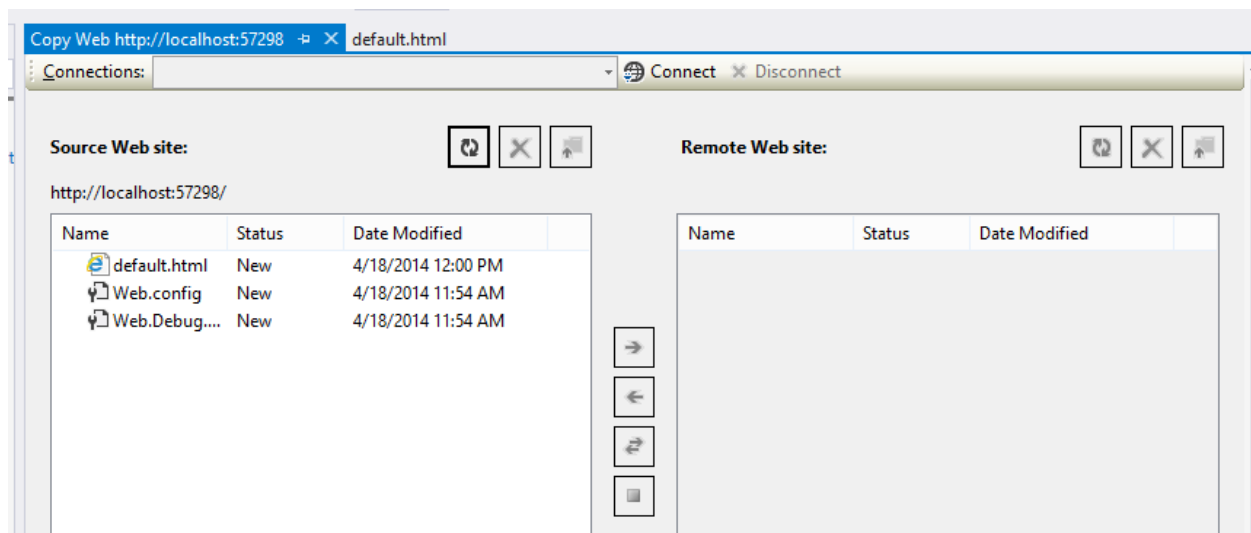 Copy Web http://localhost:57298 default.html
Connections: Connect Disconnect
Source Web site: Remote Web site:
http://localhost:57298/
Name Status Date Modified Name Status Date Modified
default.html New 4/18/2014 12:00 PM
Web.config New 4/18/2014 11:54 AM
Web.Debug.... New 4/18/2014 11:54 AM